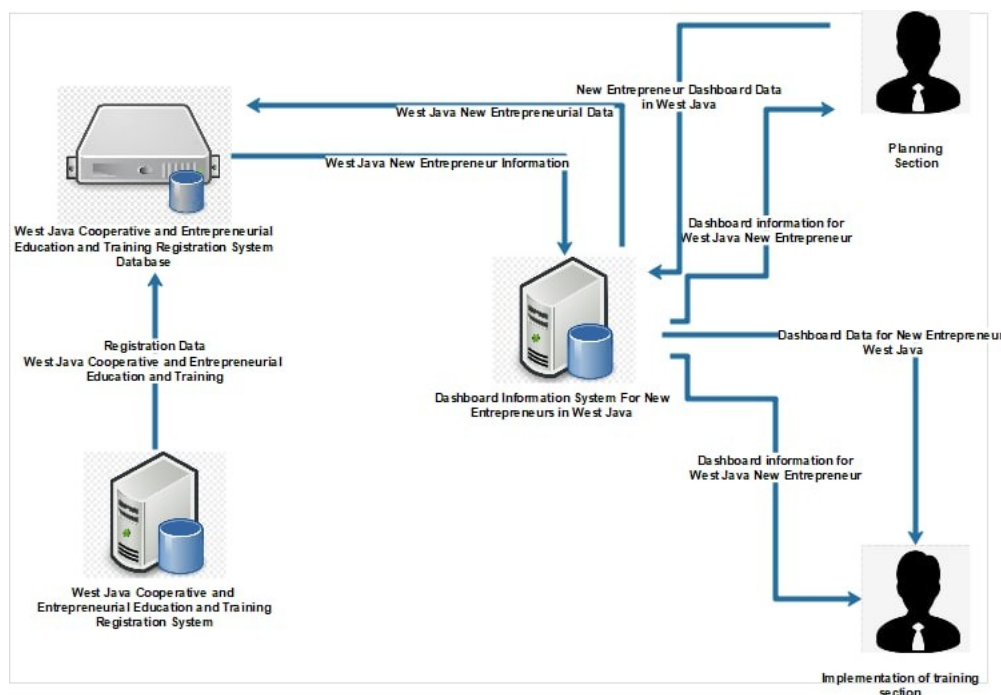 New Entrepreneur Dashboard Data
in West Java
West Java New Entrepreneurial Data
Planning
Section
West Java New Entrepreneur Information
West Java Cooperative and Entrepreneurial
Education and Training Registration System
Database
Dashboard information for
West Java New Entrepreneur
Registration Data
West Java Cooperative and Entrepreneurial
Education and Training
Dashboard Data for New Entrepreneur
West Java
Dashboard Information System For New
Entrepreneurs in West Java
Dashboard information for
West Java New Entrepreneur
West Java Cooperative and
Entrepreneurial Education and Training
Registration System
Implementation of training
section